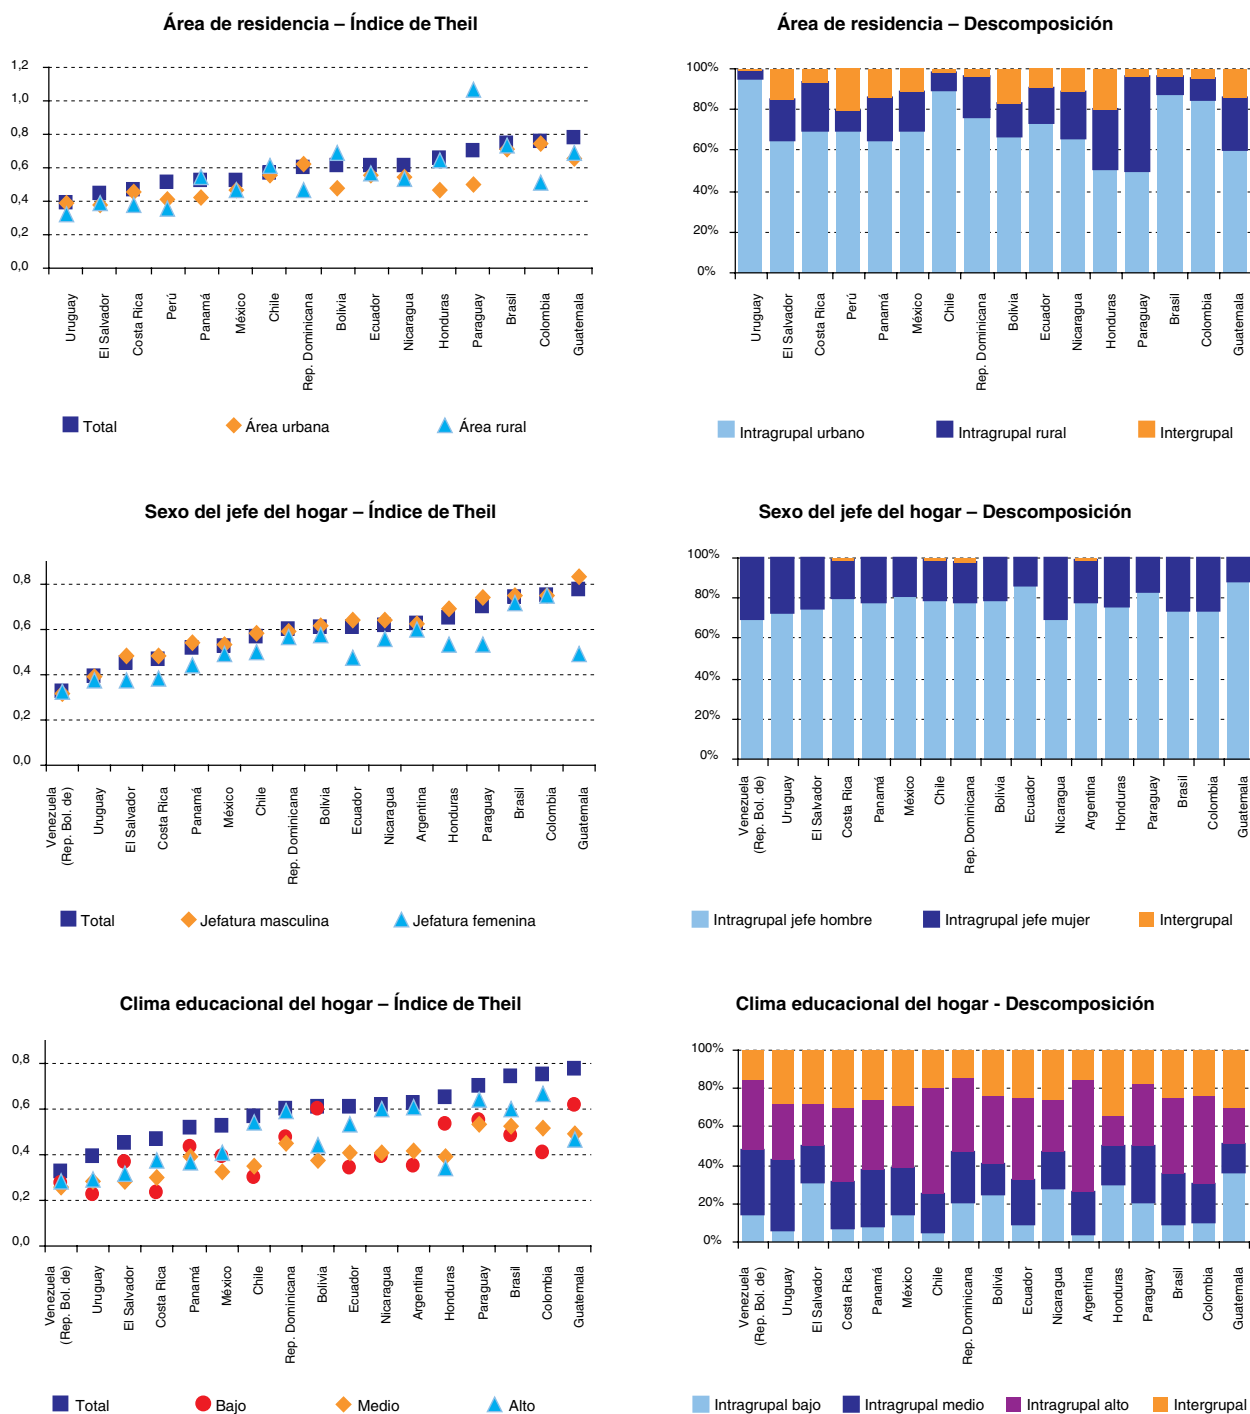 Área de residencia – Índice de Theil
1,2
1,0
0,8
0,6
0,4
0,2
0,0
Uruguay
El Salvador
Costa Rica
Perú
Panamá
México
Chile
Rep. Dominicana
Bolivia
Ecuador
Nicaragua
Honduras
Paraguay
Brasil
Colombia
Guatemala
Total
Área urbana
Área rural
Área de residencia – Descomposición
100%
80%
60%
40%
20%
0%
Uruguay
El Salvador
Costa Rica
Perú
Panamá
México
Chile
Rep. Dominicana
Bolivia
Ecuador
Nicaragua
Honduras
Paraguay
Brasil
Colombia
Guatemala
Intragrupal urbano
Intragrupal rural
Intergrupal
Sexo del jefe del hogar – Índice de Theil
0,8
0,6
0,4
0,2
0,0
Venezuela
(Rep. Bol. de)
Uruguay
El Salvador
Costa Rica
Panamá
México
Chile
Rep. Dominicana
Bolivia
Ecuador
Nicaragua
Argentina
Honduras
Paraguay
Brasil
Colombia
Guatemala
Total
Jefatura masculina
Jefatura femenina
Sexo del jefe del hogar – Descomposición
100%
80%
60%
40%
20%
0%
Venezuela
(Rep. Bol. de)
Uruguay
El Salvador
Costa Rica
Panamá
México
Chile
Rep. Dominicana
Bolivia
Ecuador
Nicaragua
Argentina
Honduras
Paraguay
Brasil
Colombia
Guatemala
Intragrupal jefe hombre
Intragrupal jefe mujer
Intergrupal
Clima educacional del hogar – Índice de Theil
0,8
0,6
0,4
0,2
0,0
Venezuela
(Rep. Bol. de)
Uruguay
El Salvador
Costa Rica
Panamá
México
Chile
Rep. Dominicana
Bolivia
Ecuador
Nicaragua
Argentina
Honduras
Paraguay
Brasil
Colombia
Guatemala
Total
Bajo
Medio
Alto
Clima educacional del hogar - Descomposición
100%
80%
60%
40%
20%
0%
Venezuela
(Rep. Bol. de)
Uruguay
El Salvador
Costa Rica
Panamá
México
Chile
Rep. Dominicana
Bolivia
Ecuador
Nicaragua
Argentina
Honduras
Paraguay
Brasil
Colombia
Guatemala
Intragrupal bajo
Intragrupal medio
Intragrupal alto
Intergrupal